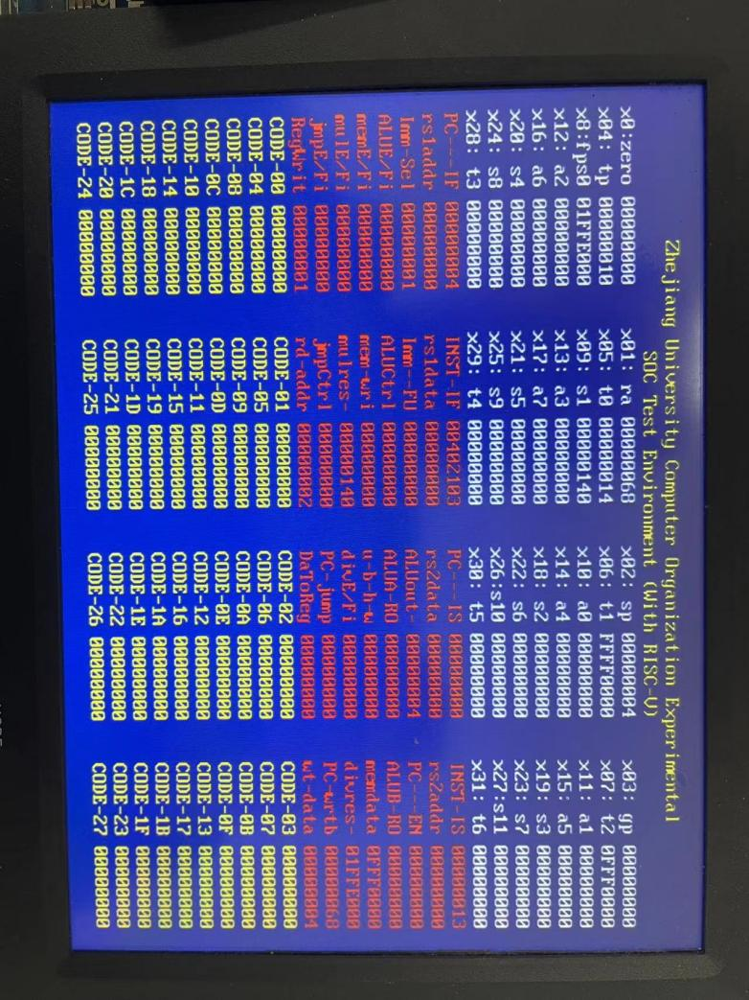 Zhejiang University Computer Organization Experimental
SOC Test Environment (With RISC-V)
x0:zero 00000000 x01: ra 00000068 x02: sp 00000004 x03: gp 00000000
x04: tp 00000010 x05: t0 00000014 x06: t1 FFFF0000 x07: t2 0FFF0000
x8:fps0 01FFE000 x09: s1 00000140 x10: a0 00000000 x11: a1 00000000
x12: a2 00000000 x13: a3 00000000 x14: a4 00000000 x15: a5 00000000
x16: a6 00000000 x17: a7 00000000 x18: s2 00000000 x19: s3 00000000
x20: s4 00000000 x21: s5 00000000 x22: s6 00000000 x23: s7 00000000
x24: s8 00000000 x25: s9 00000000 x26:s10 00000000 x27:s11 00000000
x28: t3 00000000 x29: t4 00000000 x30: t5 00000000 x31: t6 00000000
PC---IF 00000004 INST-IF 00402103 PC---IS 00000000 INST-IS 00000013
rs1addr 00000000 rs1data 00000000 rs2data 00000000 rs2addr 00000000
Imm-Sel 00000001 Imm--FU 00000000 ALUout- 00000004 PC---EN 00000000
ALUE/Fi 00000000 ALUCtrl 00000000 ALUA-RO 00000000 ALUB-RO 00000000
memE/Fi 00000000 mem-wri 00000000 u-b-h-w 00000000 memdata 0FFF0000
mulE/Fi 00000000 mulres- 00000140 divE/Fi 00000000 divres- 01FFE000
jmpE/Fi 00000000 jmpCtrl 00000000 PC-jump 00000000 PC-wrtb 00000068
RegWrit 00000001 rd-addr 00000002 DaToReg 00000000 wt-data 00000004
CODE-00 00000000 CODE-01 00000000 CODE-02 00000000 CODE-03 00000000
CODE-04 00000000 CODE-05 00000000 CODE-06 00000000 CODE-07 00000000
CODE-08 00000000 CODE-09 00000000 CODE-0A 00000000 CODE-0B 00000000
CODE-0C 00000000 CODE-0D 00000000 CODE-0E 00000000 CODE-0F 00000000
CODE-10 00000000 CODE-11 00000000 CODE-12 00000000 CODE-13 00000000
CODE-14 00000000 CODE-15 00000000 CODE-16 00000000 CODE-17 00000000
CODE-18 00000000 CODE-19 00000000 CODE-1A 00000000 CODE-1B 00000000
CODE-1C 00000000 CODE-1D 00000000 CODE-1E 00000000 CODE-1F 00000000
CODE-20 00000000 CODE-21 00000000 CODE-22 00000000 CODE-23 00000000
CODE-24 00000000 CODE-25 00000000 CODE-26 00000000 CODE-27 00000000